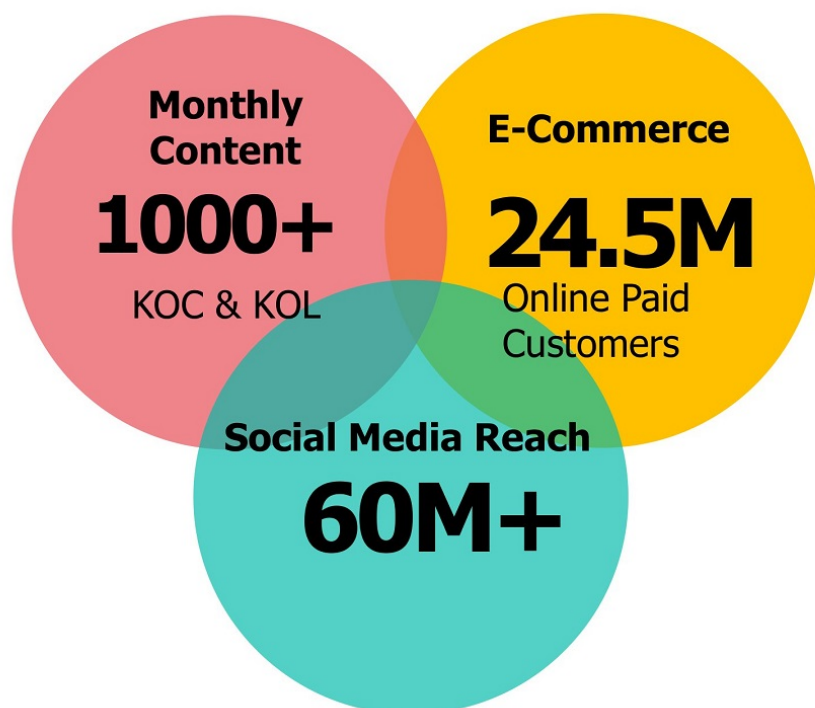 Monthly
Content
1000+
KOC & KOL
E-Commerce
24.5M
Online Paid
Customers
Social Media Reach
60M+